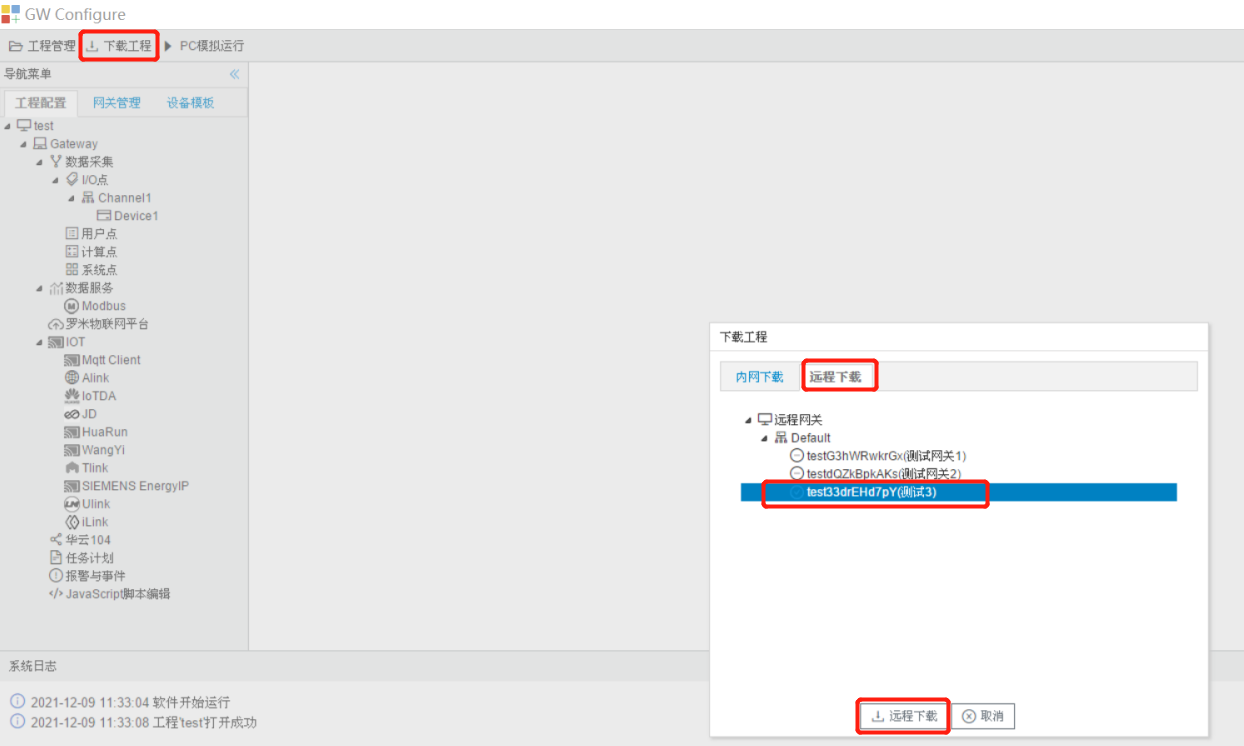 GW Configure
工程管理 下载工程 PC模拟运行
导航菜单
工程配置 网关管理 设备模板
test
Gateway
数据采集
I/O点
Channel1
Device1
用户点
计算点
系统点
数据服务
Modbus
罗米物联网平台
IOT
Mqtt Client
Alink
IoTDA
JD
HuaRun
WangYi
Tlink
SIEMENS EnergyIP
Ulink
iLink
华云104
任务计划
报警与事件
JavaScript脚本编辑
下载工程
内网下载 远程下载
远程网关
Default
testG3hWRwkrGx(测试网关1)
testdQZkBpkAKs(测试网关2)
test33drEHd7pY(测试3)
远程下载 取消
系统日志
2021-12-09 11:33:04 软件开始运行
2021-12-09 11:33:08 工程'test'打开成功